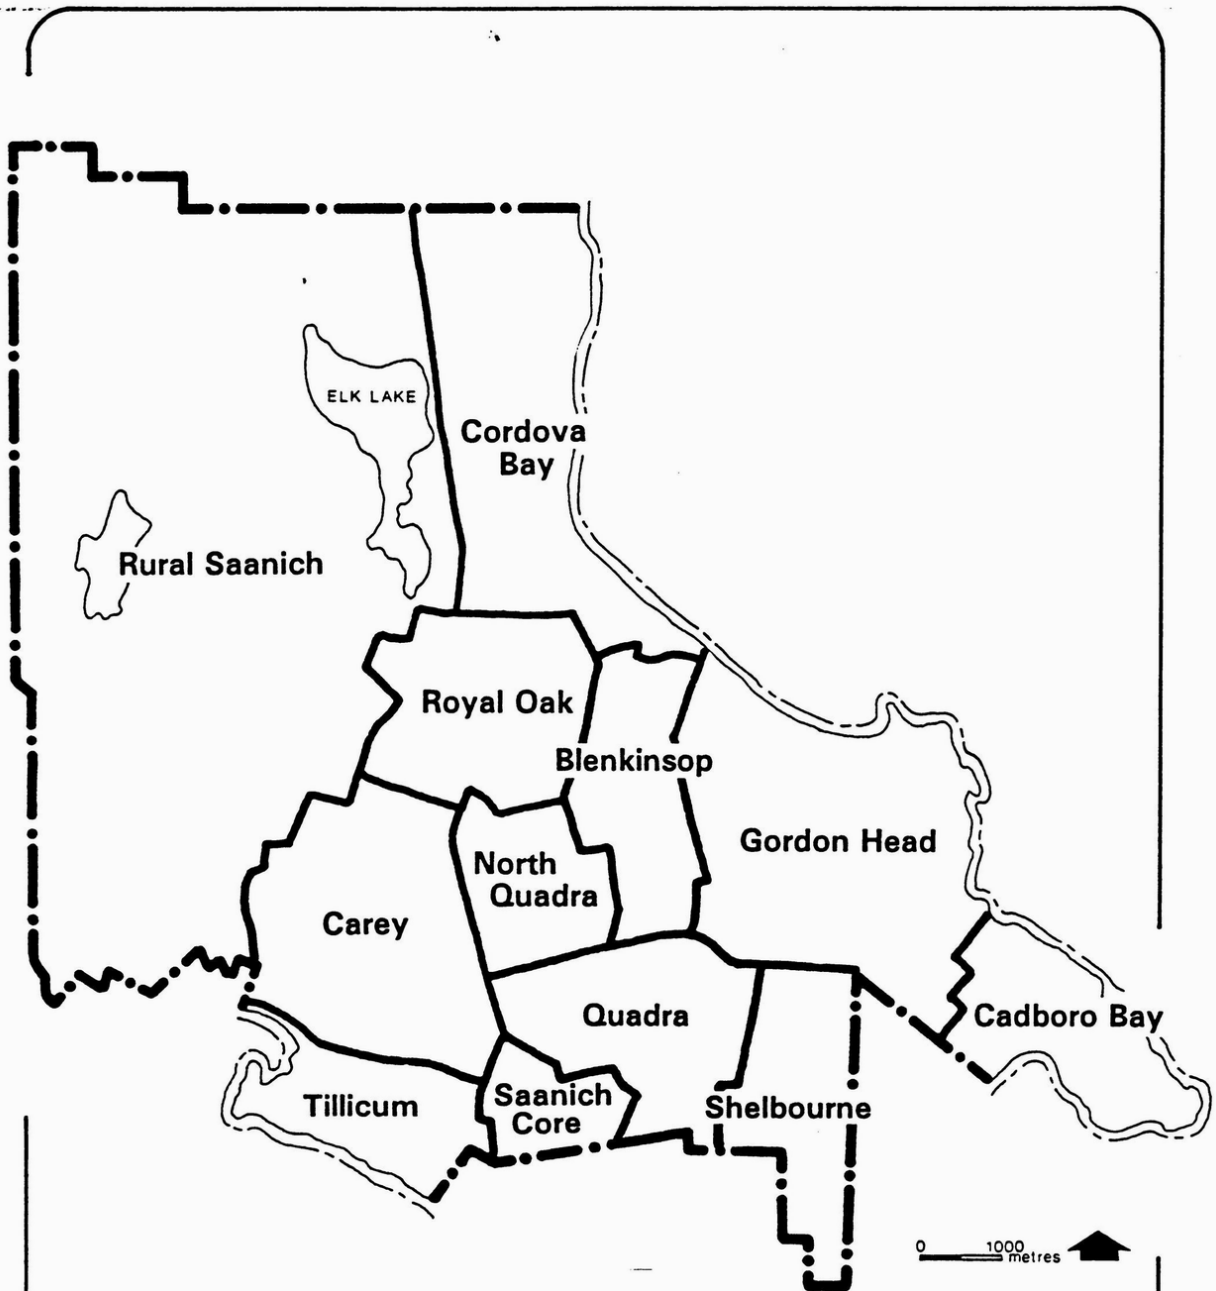 ELK LAKE
Cordova
Bay
Rural Saanich
Royal Oak
Blenkinsop
Gordon Head
North
Quadra
Carey
Quadra
Cadboro Bay
Saanich
Core
Tillicum
Shelbourne
0 1000
metres